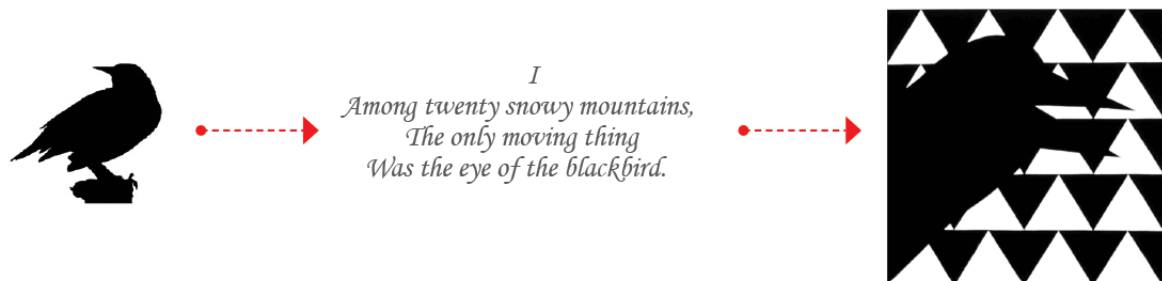 I
Among twenty snowy mountains,
The only moving thing
Was the eye of the blackbird.